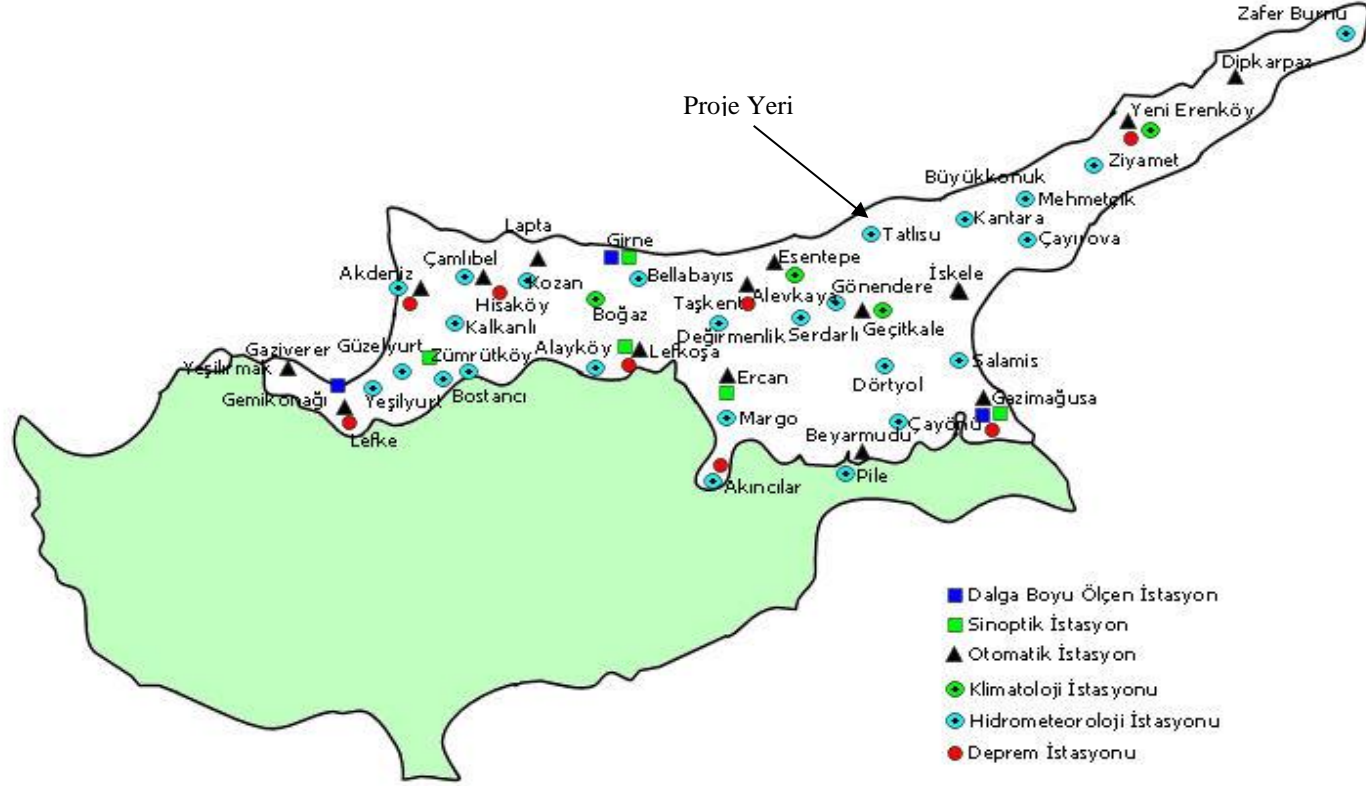 Zafer Burnu
Dipkarpaz
Proje Yeri
Yeni Erenköy
Ziyamet
Büyükkonuk
Mehmetçik
Kantara
Tatlısu
Çayırova
Lapta
Girne
Çamlıbel
Esentepe
Akdeniz
Kozan
Bellabayıs
İskele
Gönendere
Hisaköy
Taşkent
Alevkaya
Boğaz
Geçitkale
Kalkanlı
Değirmenlik
Serdarlı
Gaziverer
Güzelyurt
Zümrütköy
Alayköy
Lefkoşa
Salamis
Yeşilırmak
Ercan
Dörtyol
Gemikonağı
Yeşilyurt
Bostancı
Gazimağusa
Margo
Çayönü
Lefke
Beyarmudu
Pile
Akıncılar
Dalga Boyu Ölçen İstasyon
Sinoptik İstasyon
Otomatik İstasyon
Klimatoloji İstasyonu
Hidrometeoroloji İstasyonu
Deprem İstasyonu